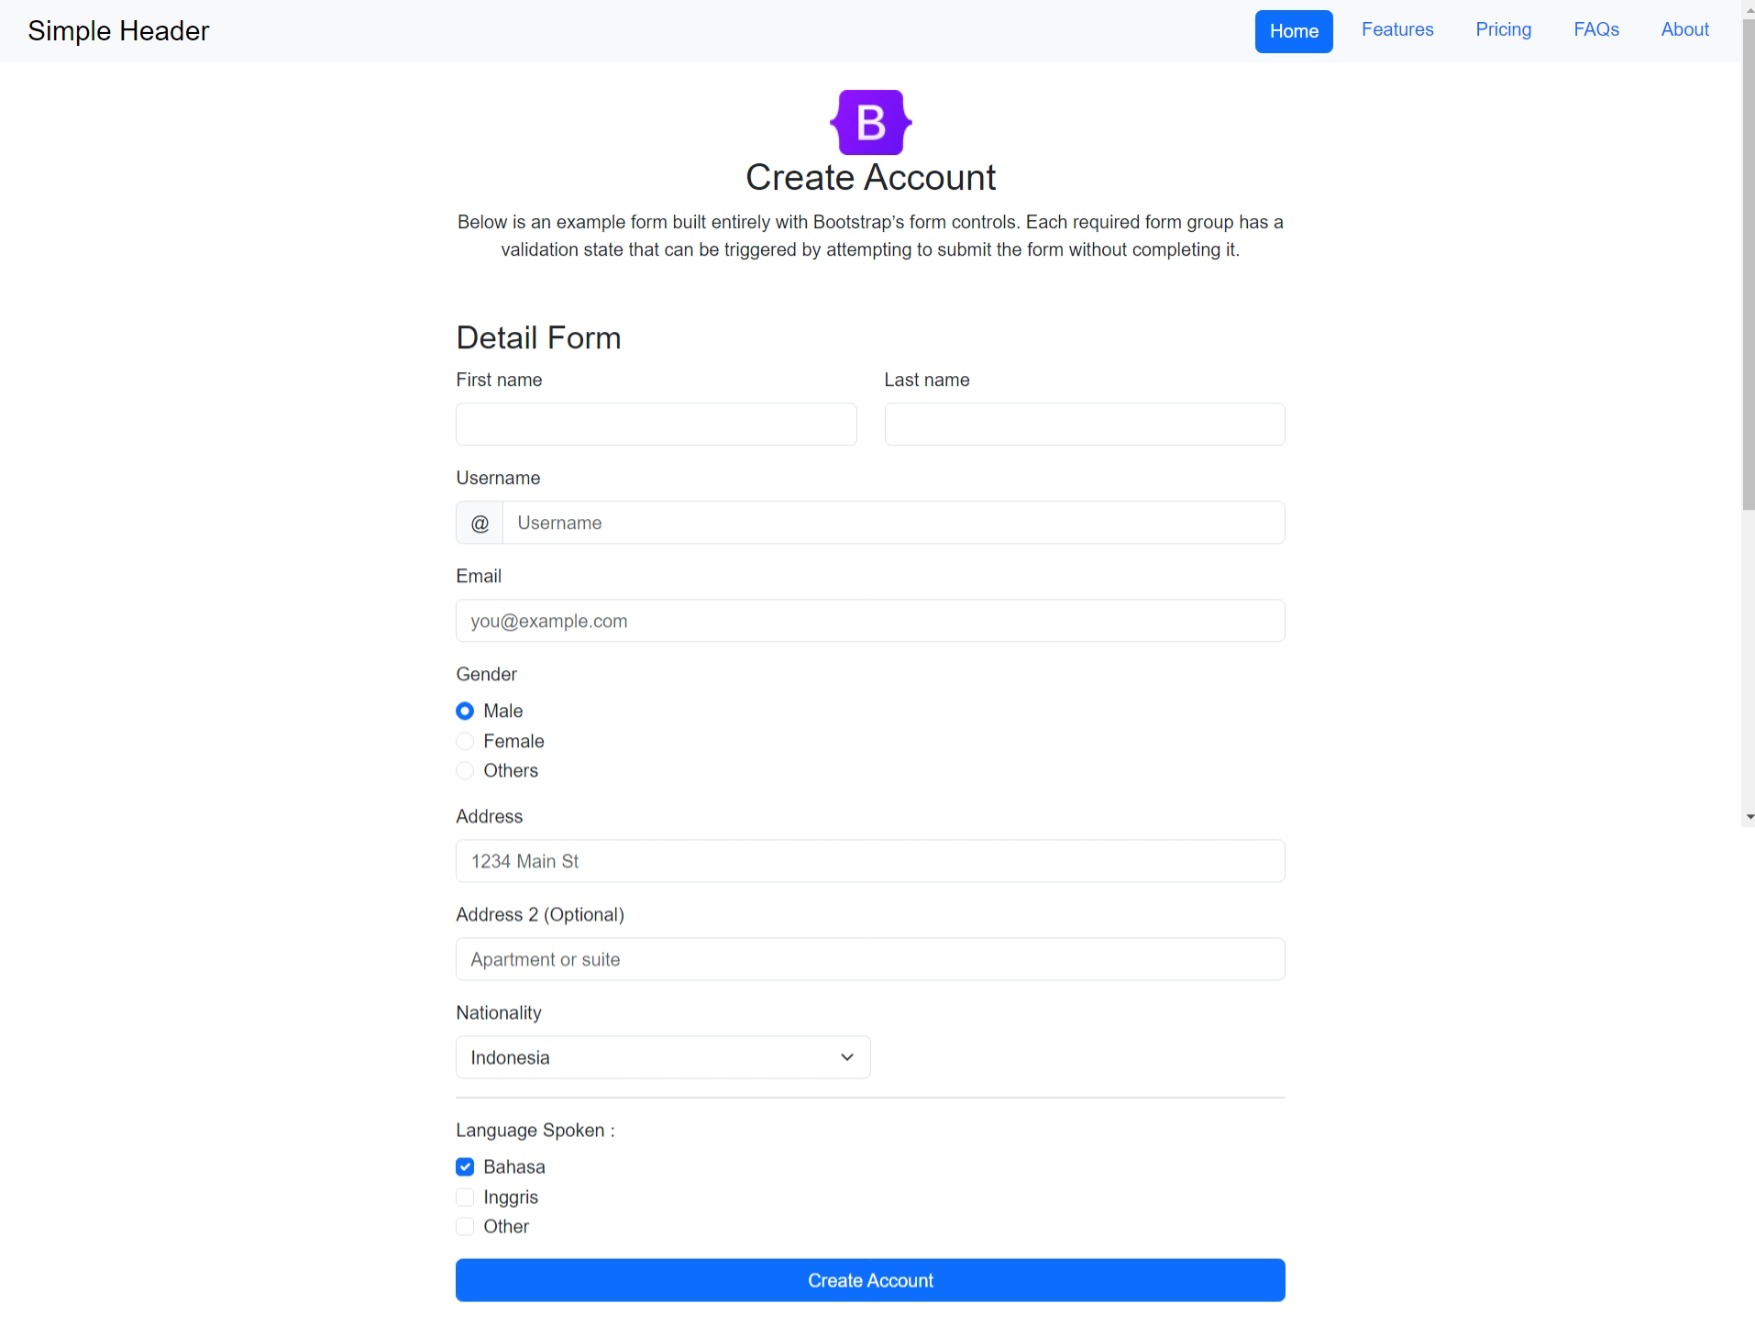 Simple Header
Home Features Pricing FAQs About
B
Create Account
Below is an example form built entirely with Bootstrap’s form controls. Each required form group has a
validation state that can be triggered by attempting to submit the form without completing it.
Detail Form
First name Last name
Username
@ Username
Email
you@example.com
Gender
Male
Female
Others
Address
1234 Main St
Address 2 (Optional)
Apartment or suite
Nationality
Indonesia
Language Spoken :
Bahasa
Inggris
Other
Create Account